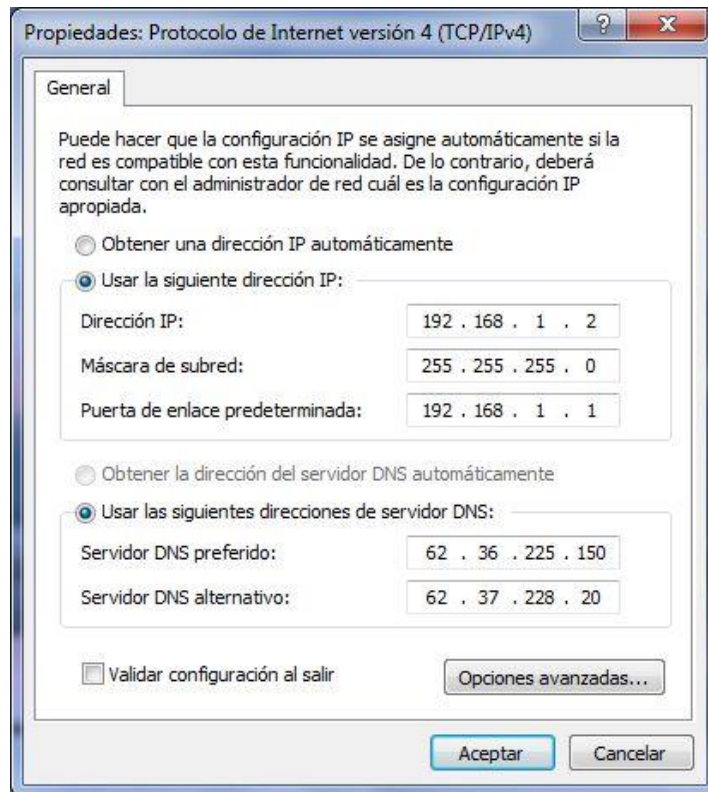 Propiedades: Protocolo de Internet versión 4 (TCP/IPv4)
General
Puede hacer que la configuración IP se asigne automáticamente si la
red es compatible con esta funcionalidad. De lo contrario, deberá
consultar con el administrador de red cuál es la configuración IP
apropiada.
Obtener una dirección IP automáticamente
Usar la siguiente dirección IP:
Dirección IP: 192 . 168 . 1 . 2
Máscara de subred: 255 . 255 . 255 . 0
Puerta de enlace predeterminada: 192 . 168 . 1 . 1
Obtener la dirección del servidor DNS automáticamente
Usar las siguientes direcciones de servidor DNS:
Servidor DNS preferido: 62 . 36 . 225 . 150
Servidor DNS alternativo: 62 . 37 . 228 . 20
Validar configuración al salir Opciones avanzadas...
Aceptar Cancelar